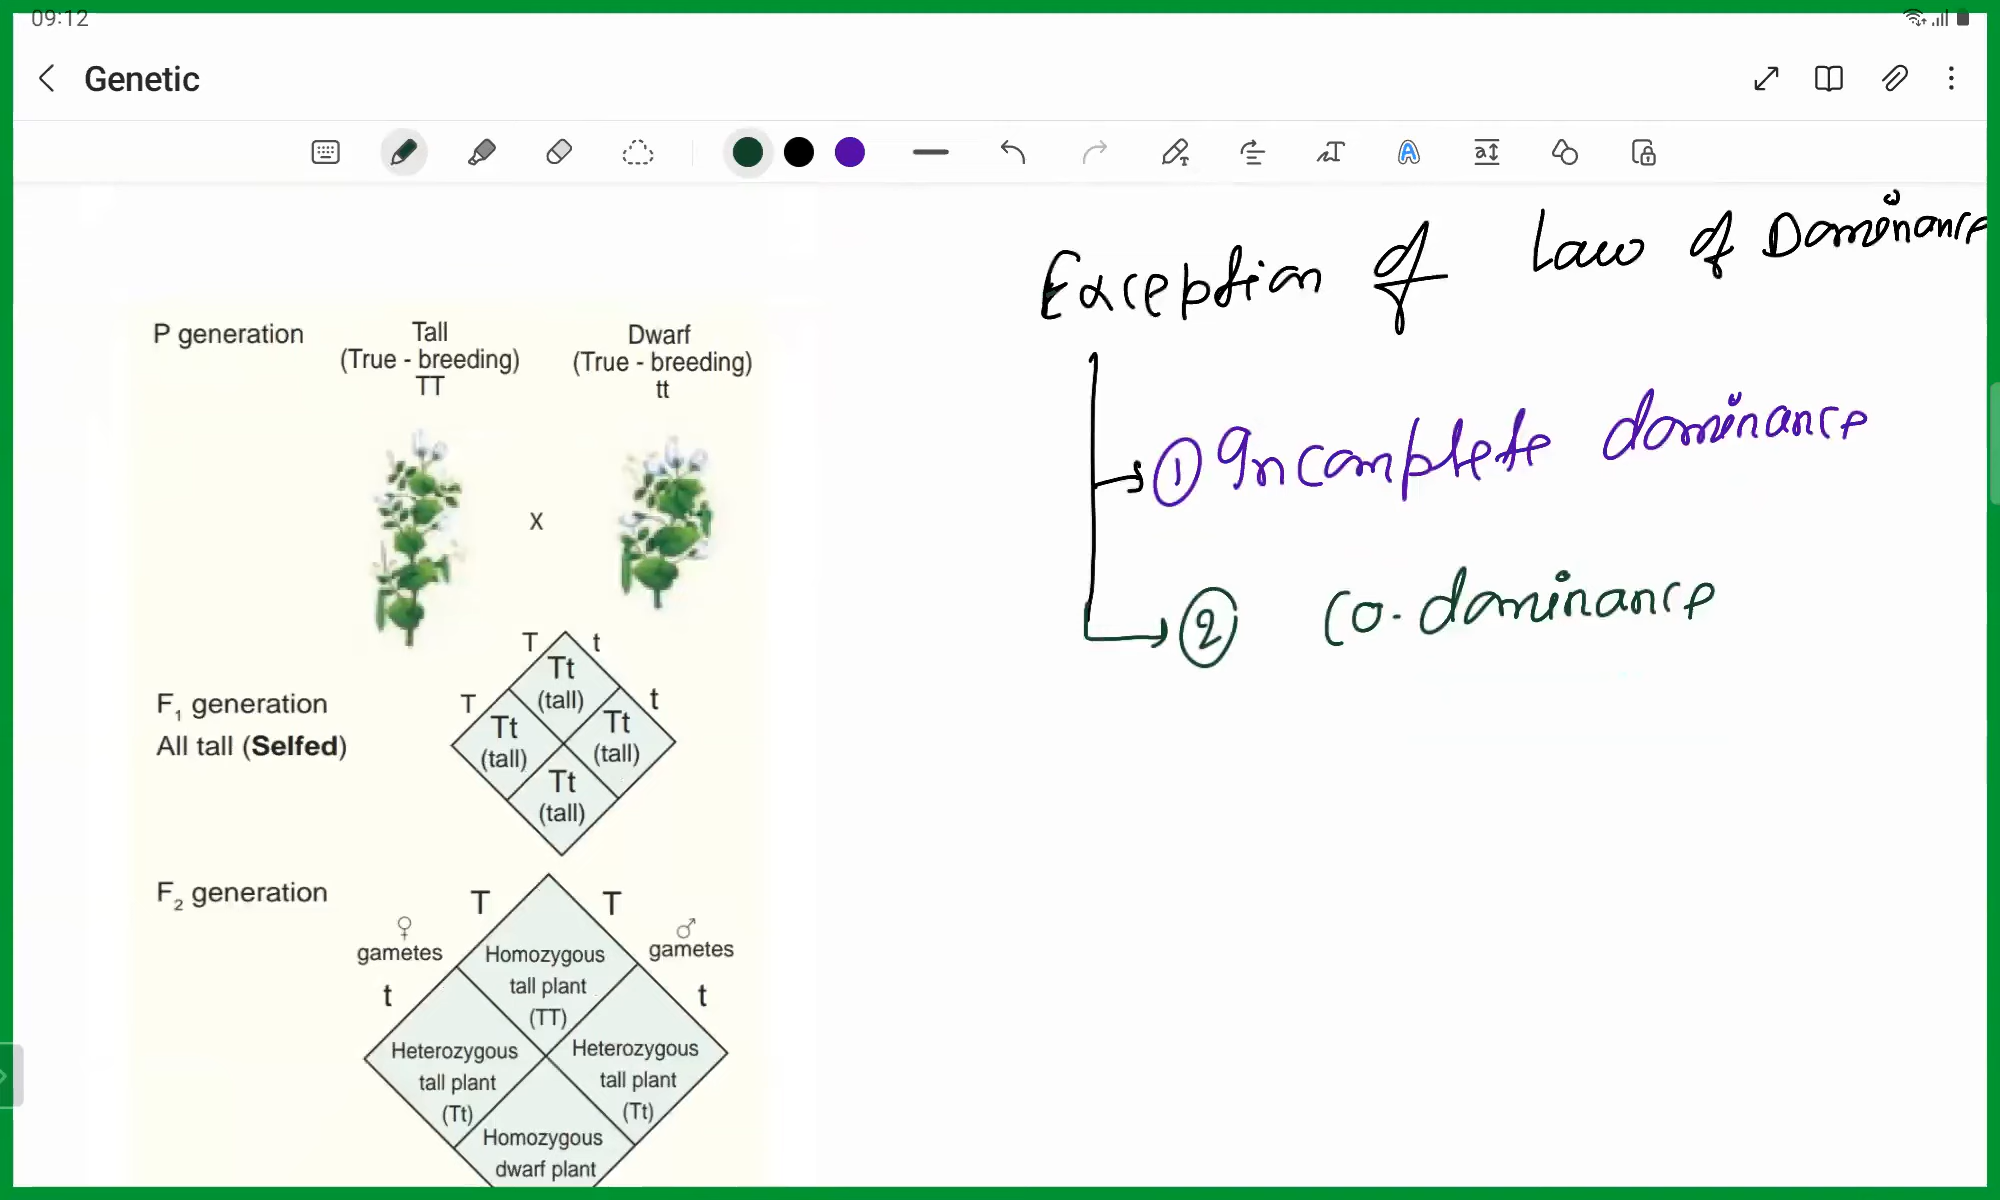 09:12
Genetic
Exception of Law of Dominance
① Incomplete dominance
② Co-dominance
P generation
Tall
(True - breeding)
TT
Dwarf
(True - breeding)
tt
x
T t
Tt
(tall)
T t
Tt
(tall)
Tt
(tall)
Tt
(tall)
F₁ generation
All tall (Selfed)
F₂ generation
T T
♀
gametes
♂
gametes
t t
Homozygous
tall plant
(TT)
Heterozygous
tall plant
(Tt)
Heterozygous
tall plant
(Tt)
Homozygous
dwarf plant